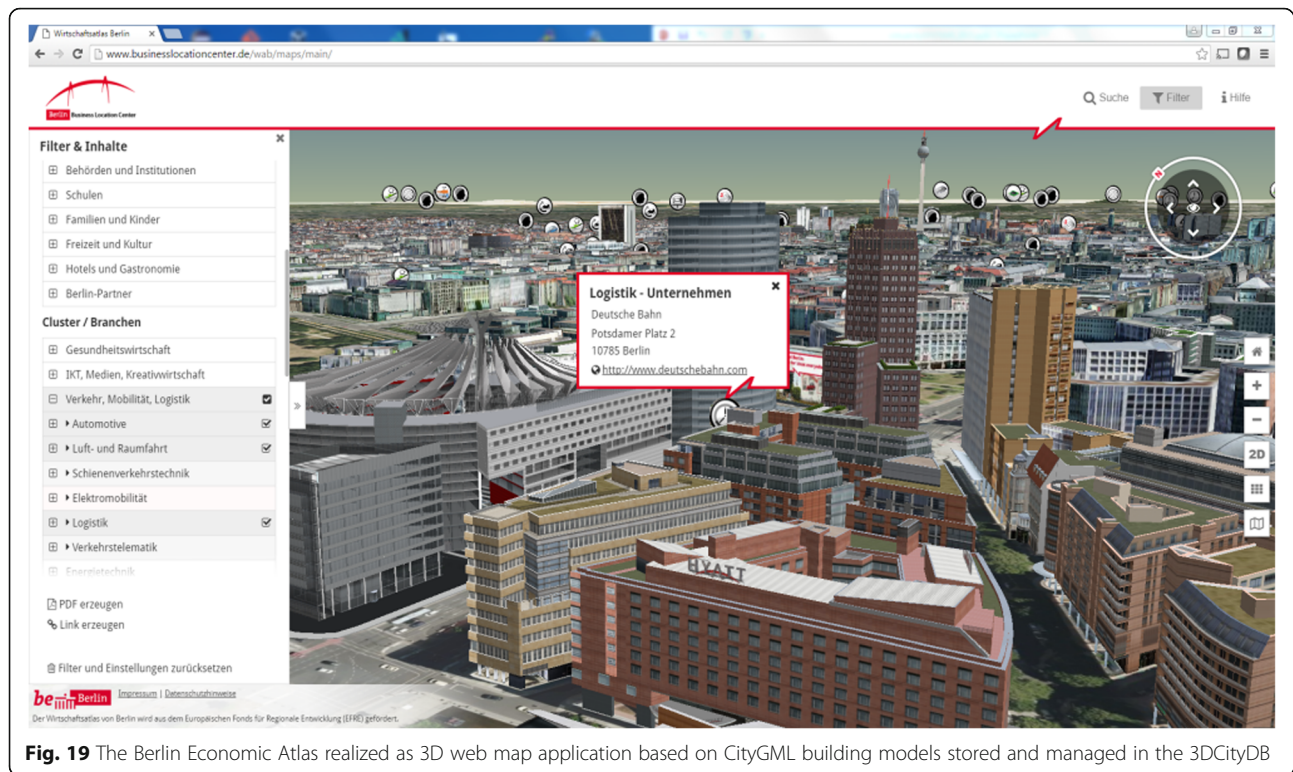 Wirtschaftsatlas Berlin
www.businesslocationcenter.de/wab/maps/main/
Berlin Business Location Center
Suche
Filter
Hilfe
Filter & Inhalte
Behörden und Institutionen
Schulen
Familien und Kinder
Freizeit und Kultur
Hotels und Gastronomie
Berlin-Partner
Cluster / Branchen
Gesundheitswirtschaft
IKT, Medien, Kreativwirtschaft
Verkehr, Mobilität, Logistik
Automotive
Luft- und Raumfahrt
Schienenverkehrstechnik
Elektromobilität
Logistik
Verkehrstelematik
Energietechnik
PDF erzeugen
Link erzeugen
Filter und Einstellungen zurücksetzen
Logistik - Unternehmen
Deutsche Bahn
Potsdamer Platz 2
10785 Berlin
http://www.deutschebahn.com
N
2D
HYATT
be Berlin
Impressum | Datenschutzhinweise
Der Wirtschaftsatlas von Berlin wird aus dem Europäischen Fonds für Regionale Entwicklung (EFRE) gefördert.
Fig. 19 The Berlin Economic Atlas realized as 3D web map application based on CityGML building models stored and managed in the 3DCityDB